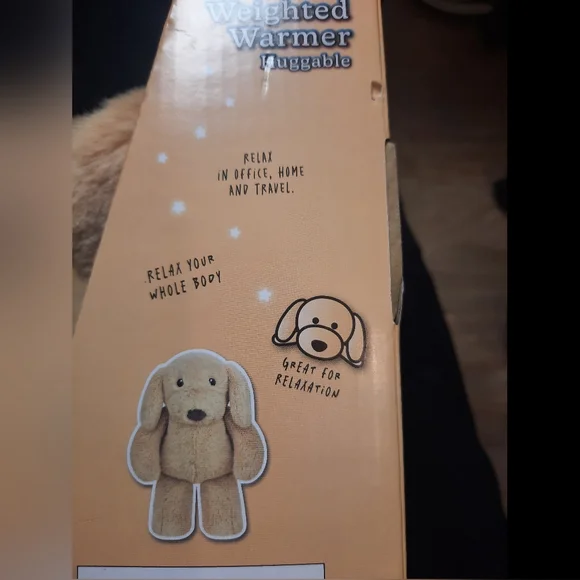 Weighted
Warmer
Huggable
RELAX
IN OFFICE, HOME
AND TRAVEL.
RELAX YOUR
WHOLE BODY
GREAT FOR
RELAXATION